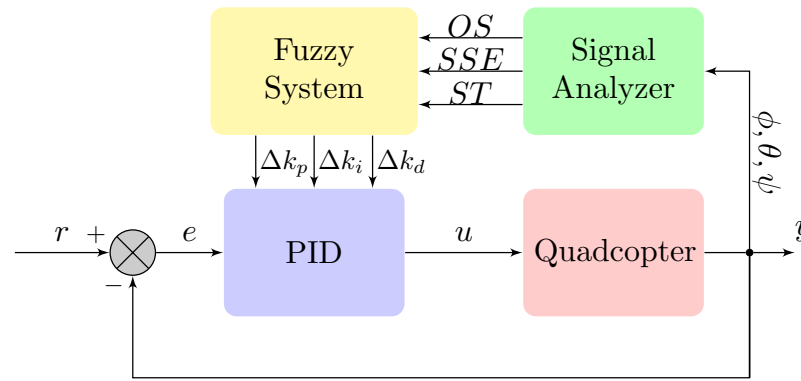 Fuzzy
System
OS
SSE
ST
Signal
Analyzer
Δk_p
Δk_i
Δk_d
ϕ, θ, ψ
r
+
−
e
PID
u
Quadcopter
y